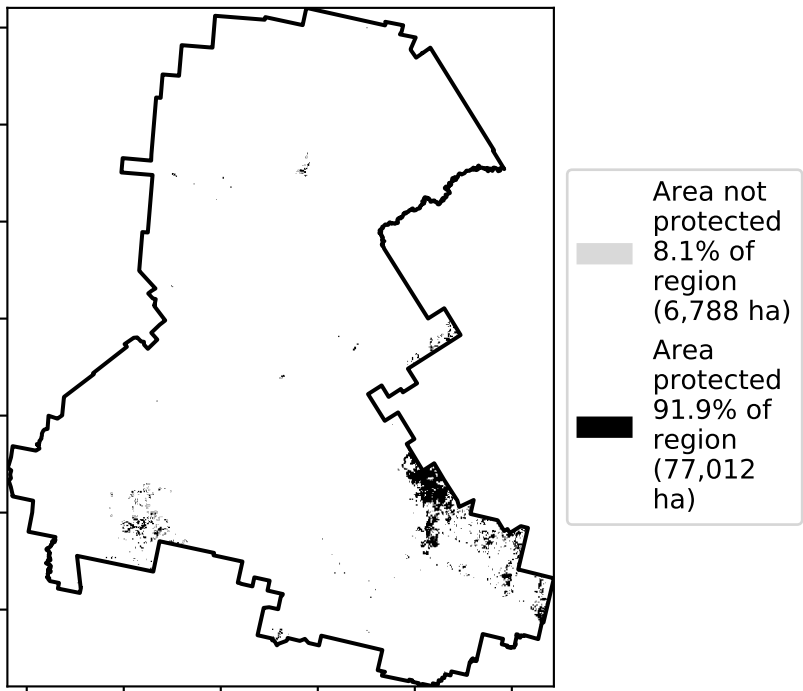 Area not
protected
8.1% of
region
(6,788 ha)
Area
protected
91.9% of
region
(77,012
ha)